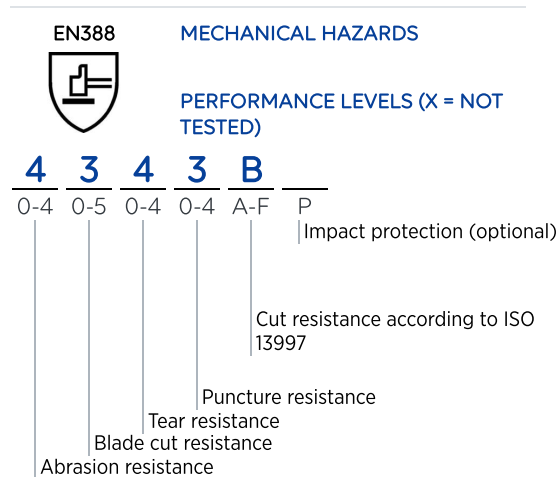 EN388
MECHANICAL HAZARDS
PERFORMANCE LEVELS (X = NOT
TESTED)
4 3 4 3 B
0-4 0-5 0-4 0-4 A-F P
Impact protection (optional)
Cut resistance according to ISO
13997
Puncture resistance
Tear resistance
Blade cut resistance
Abrasion resistance